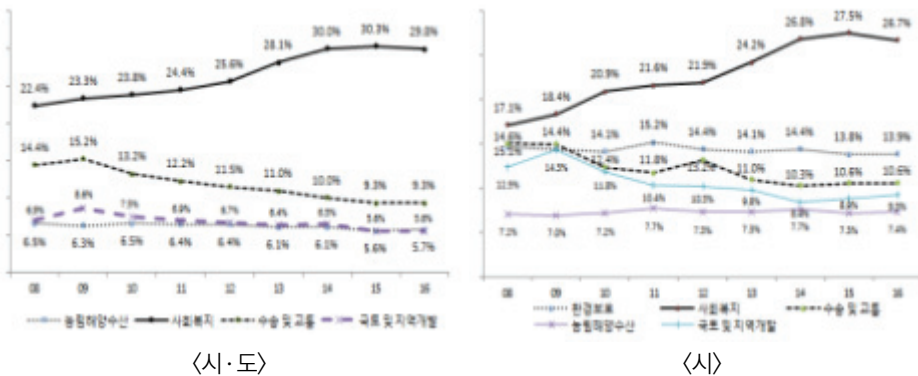 30.0% 30.3% 29.8%
28.1%
25.6%
24.4%
23.8%
23.3%
22.4%
15.2%
14.4%
13.2%
12.2%
11.5%
11.0%
10.0%
9.3% 9.3%
6.5% 6.3% 6.5% 6.4% 6.4% 6.1% 6.1% 5.6% 5.7%
08 09 10 11 12 13 14 15 16
농림해양수산 사회복지 수송 및 교통 국토 및 지역개발
〈시·도〉
27.5%
26.8% 26.7%
24.2%
21.9%
21.6%
20.9%
18.4%
17.1%
14.6% 14.4% 14.1% 15.2% 14.4% 14.1% 14.4% 13.8% 13.9%
11.8% 11.0% 10.3% 10.6% 10.6%
11.8% 10.4% 10.3% 9.8%
7.2% 7.0% 7.2% 7.7% 7.7% 7.4%
08 09 10 11 12 13 14 15 16
환경보호 사회복지 수송 및 교통
농림해양수산 국토 및 지역개발
〈시〉